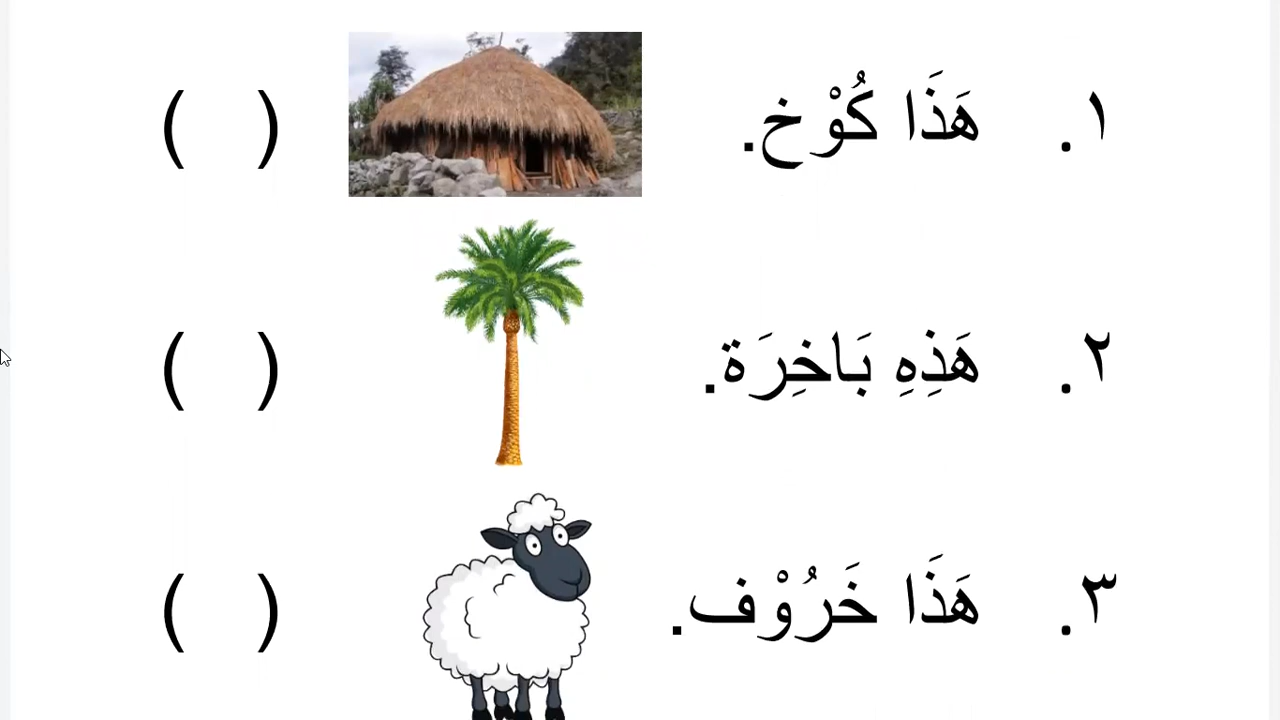 ١. هَذَا كُوْخ. ( )
٢. هَذِهِ بَاخِرَة. ( )
٣. هَذَا خَرُوْف. ( )